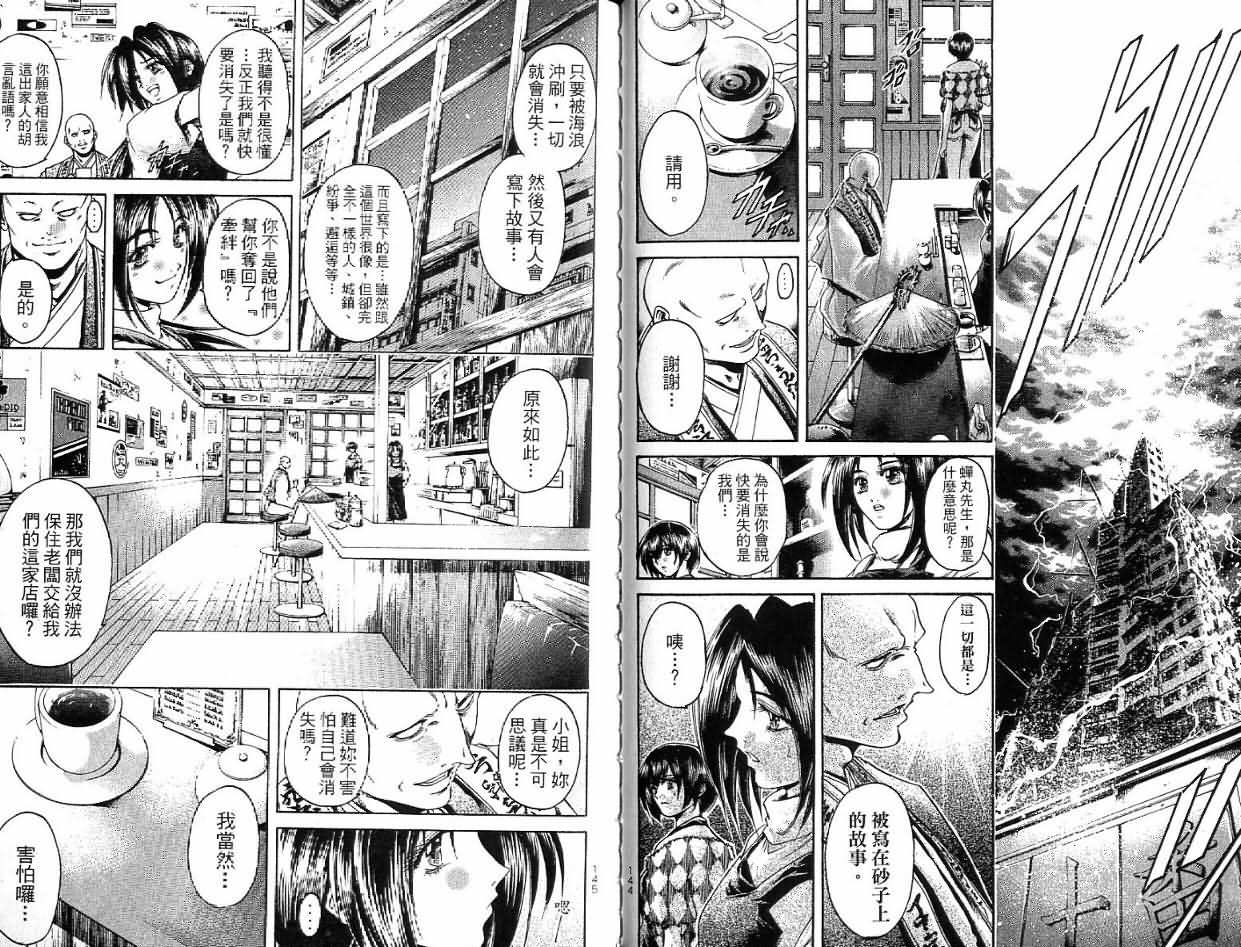 請用。
謝謝…
蟬丸先生，那是
什麼意思呢？
為什麼你會說
快要消失的是
我們…
這一切都是…
被寫在砂子上
的故事。
咦…？
144
只要被海浪
沖刷，一切
就會消失…
然後又有人會
寫下故事…
而且寫下的是…雖然跟
這個世界很像，但卻完
全不一樣的人、城鎮、
紛爭、邂逅等等…
我聽得不是很懂
…反正我們就快
要消失了是嗎？
你願意相信我
這出家人的胡
言亂語嗎？
你不是說他們
幫你奪回了『
牽絆』嗎？
…
是的。
原來如此…
那我們就沒辦法
保住老闆交給我
們的這家店囉？
小姐，妳
真是不可
思議呢…
難道妳不害
怕自己會消
失嗎？
嗯
…
我當然…
害怕囉…
145